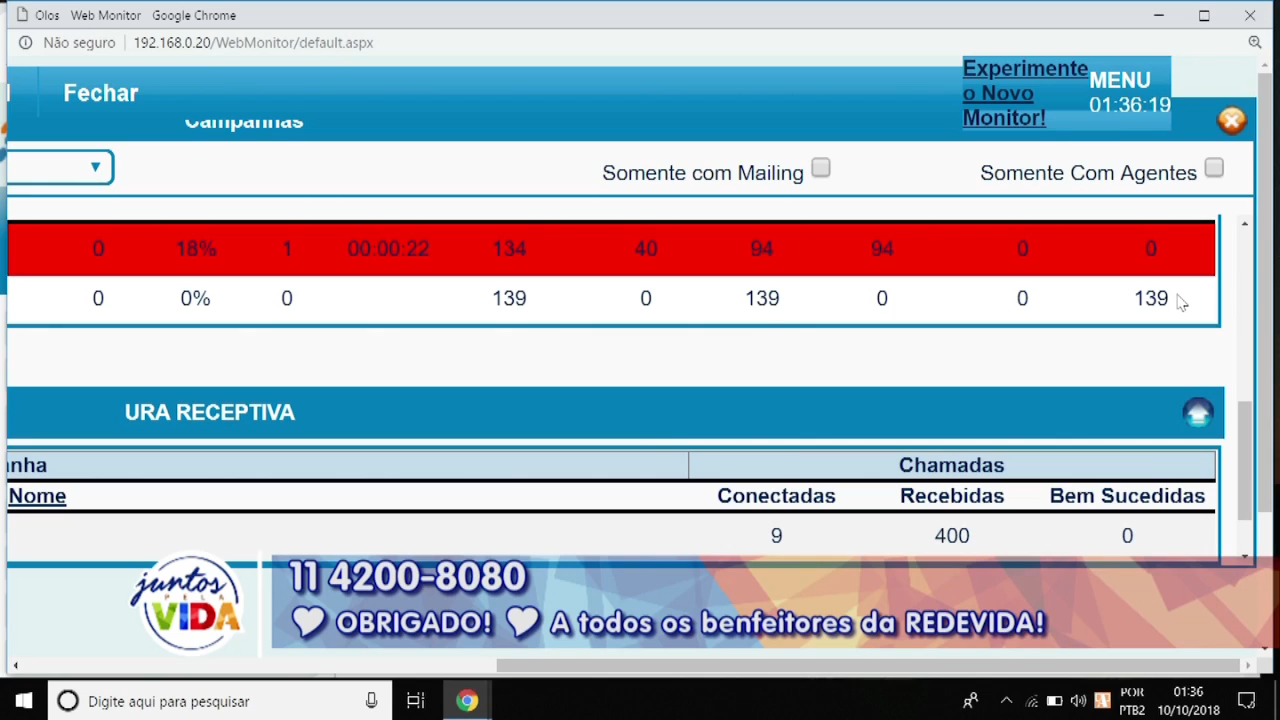 Olos Web Monitor Google Chrome
Não seguro | 192.168.0.20/WebMonitor/default.aspx
Fechar
Experimente
o Novo
Monitor!
MENU
01:36:19
Campanhas
Somente com Mailing
Somente Com Agentes
0 18% 1 00:00:22 134 40 94 94 0 0
0 0% 0 139 0 139 0 0 139
URA RECEPTIVA
anha Chamadas
Nome Conectadas Recebidas Bem Sucedidas
9 400 0
juntos
PELA
VIDA
11 4200-8080
OBRIGADO! A todos os benfeitores da REDEVIDA!
Digite aqui para pesquisar
POR
PTB2
01:36
10/10/2018